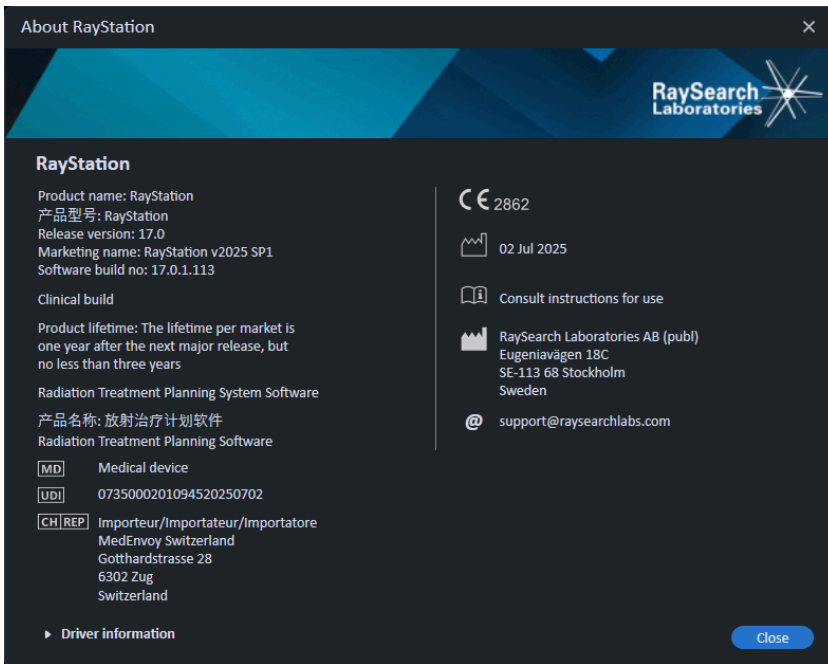 About RayStation
RaySearch
Laboratories
RayStation
Product name: RayStation
产品型号: RayStation
Release version: 17.0
Marketing name: RayStation v2025 SP1
Software build no: 17.0.1.113
Clinical build
Product lifetime: The lifetime per market is
one year after the next major release, but
no less than three years
Radiation Treatment Planning System Software
产品名称: 放射治疗计划软件
Radiation Treatment Planning Software
MD Medical device
UDI 0735000201094520250702
CH REP Importeur/Importateur/Importatore
MedEnvoy Switzerland
Gotthardstrasse 28
6302 Zug
Switzerland
CE 2862
02 Jul 2025
Consult instructions for use
RaySearch Laboratories AB (publ)
Eugeniavägen 18C
SE-113 68 Stockholm
Sweden
@ support@raysearchlabs.com
Driver information
Close